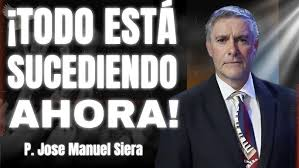 ¡TODO ESTÁ
SUCEDIENDO
AHORA!
P. Jose Manuel Siera